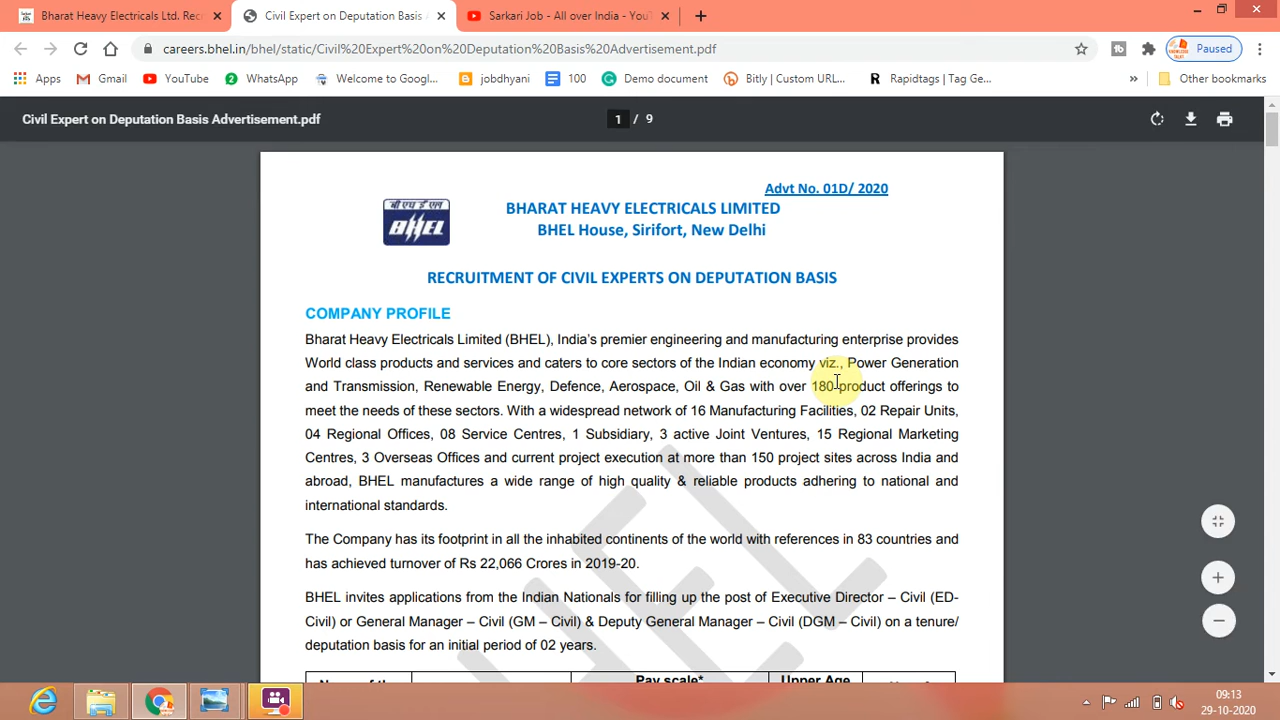 Bharat Heavy Electricals Ltd. Rec
Civil Expert on Deputation Basis
Sarkari Job - All over India - You
careers.bhel.in/bhel/static/Civil%20Expert%20on%20Deputation%20Basis%20Advertisement.pdf
Paused
Apps Gmail YouTube 2 WhatsApp Welcome to Googl... jobdhyani 100 Demo document Bitly | Custom URL... R Rapidtags | Tag Ge... » Other bookmarks
Civil Expert on Deputation Basis Advertisement.pdf 1 / 9
Advt No. 01D/ 2020
बीएचईएल
BHEL
BHARAT HEAVY ELECTRICALS LIMITED
BHEL House, Sirifort, New Delhi
RECRUITMENT OF CIVIL EXPERTS ON DEPUTATION BASIS
COMPANY PROFILE
Bharat Heavy Electricals Limited (BHEL), India's premier engineering and manufacturing enterprise provides
World class products and services and caters to core sectors of the Indian economy viz., Power Generation
and Transmission, Renewable Energy, Defence, Aerospace, Oil & Gas with over 180 product offerings to
meet the needs of these sectors. With a widespread network of 16 Manufacturing Facilities, 02 Repair Units,
04 Regional Offices, 08 Service Centres, 1 Subsidiary, 3 active Joint Ventures, 15 Regional Marketing
Centres, 3 Overseas Offices and current project execution at more than 150 project sites across India and
abroad, BHEL manufactures a wide range of high quality & reliable products adhering to national and
international standards.
The Company has its footprint in all the inhabited continents of the world with references in 83 countries and
has achieved turnover of Rs 22,066 Crores in 2019-20.
BHEL invites applications from the Indian Nationals for filling up the post of Executive Director – Civil (ED-
Civil) or General Manager – Civil (GM – Civil) & Deputy General Manager – Civil (DGM – Civil) on a tenure/
deputation basis for an initial period of 02 years.
Pay scale* Upper Age
09:13
29-10-2020